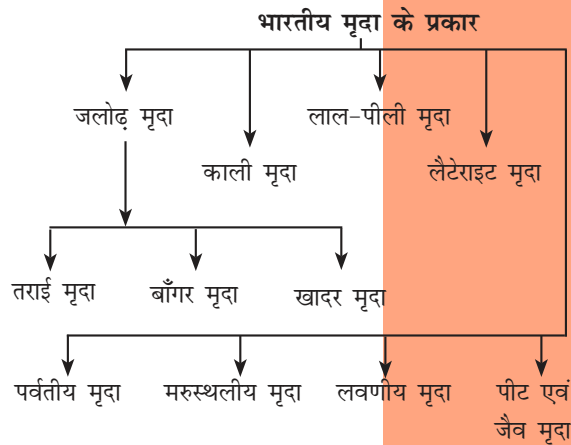 भारतीय मृदा के प्रकार
जलोढ़ मृदा
लाल-पीली मृदा
काली मृदा
लैटेराइट मृदा
तराई मृदा
बाँगर मृदा
खादर मृदा
पर्वतीय मृदा
मरुस्थलीय मृदा
लवणीय मृदा
पीट एवं
जैव मृदा